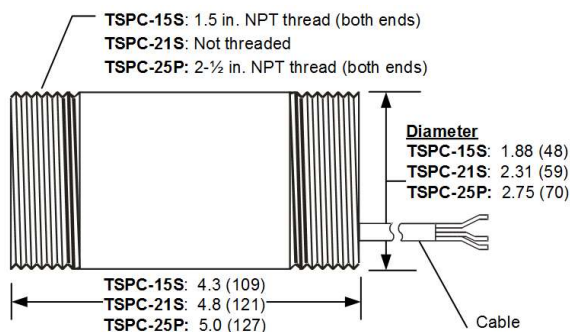 TSPC-15S: 1.5 in. NPT thread (both ends)
TSPC-21S: Not threaded
TSPC-25P: 2-½ in. NPT thread (both ends)
Diameter
TSPC-15S: 1.88 (48)
TSPC-21S: 2.31 (59)
TSPC-25P: 2.75 (70)
TSPC-15S: 4.3 (109)
TSPC-21S: 4.8 (121)
TSPC-25P: 5.0 (127)
Cable